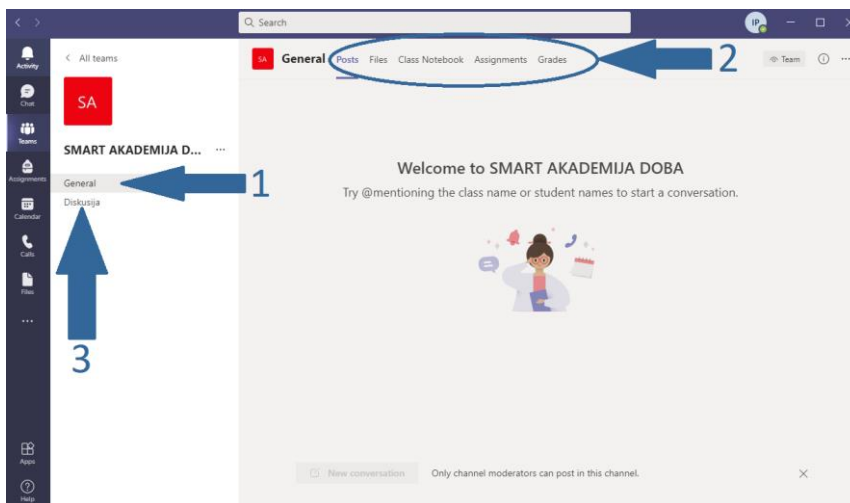 Search
IP
Activity
Chat
Teams
Assignments
Calendar
Calls
Files
Apps
Help
All teams
SA
SMART AKADEMIJA D... ...
General
Diskusija
1
3
SA General Posts Files Class Notebook Assignments Grades
2
Team
Welcome to SMART AKADEMIJA DOBA
Try @mentioning the class name or student names to start a conversation.
New conversation Only channel moderators can post in this channel.